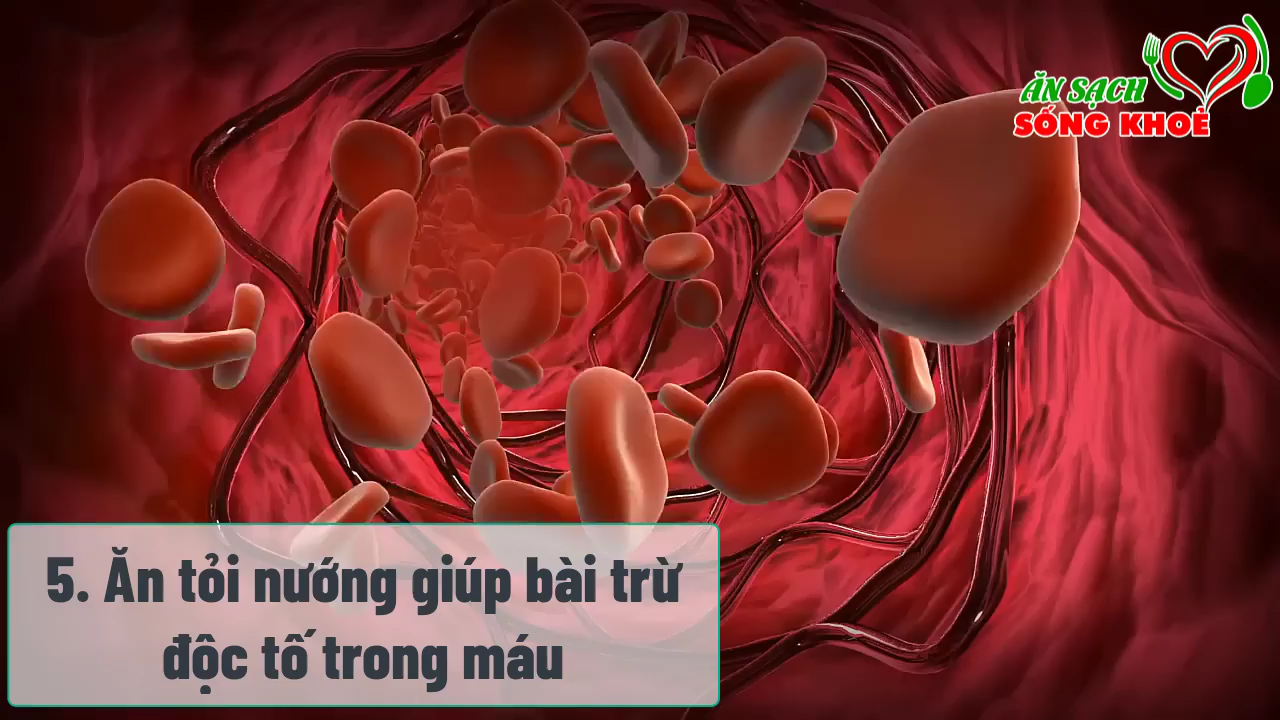 ĂN SẠCH
SỐNG KHOẺ
5. Ăn tỏi nướng giúp bài trừ
độc tố trong máu